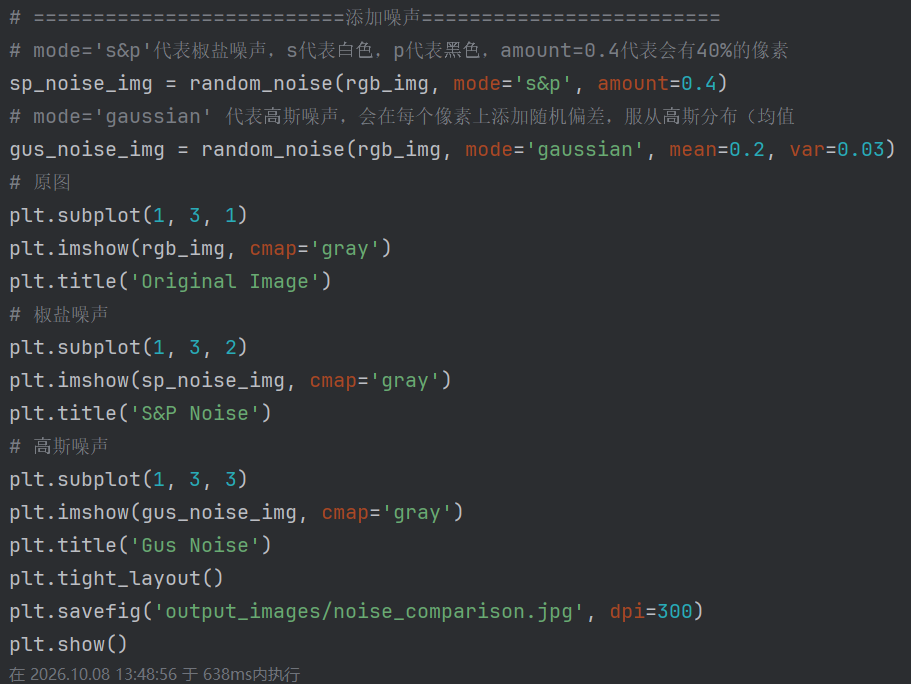 # ==========================添加噪声=========================
# mode='s&p'代表椒盐噪声，s代表白色，p代表黑色，amount=0.4代表会有40%的像素
sp_noise_img = random_noise(rgb_img, mode='s&p', amount=0.4)
# mode='gaussian' 代表高斯噪声，会在每个像素上添加随机偏差，服从高斯分布（均值
gus_noise_img = random_noise(rgb_img, mode='gaussian', mean=0.2, var=0.03)
# 原图
plt.subplot(1, 3, 1)
plt.imshow(rgb_img, cmap='gray')
plt.title('Original Image')
# 椒盐噪声
plt.subplot(1, 3, 2)
plt.imshow(sp_noise_img, cmap='gray')
plt.title('S&P Noise')
# 高斯噪声
plt.subplot(1, 3, 3)
plt.imshow(gus_noise_img, cmap='gray')
plt.title('Gus Noise')
plt.tight_layout()
plt.savefig('output_images/noise_comparison.jpg', dpi=300)
plt.show()
在 2026.10.08 13:48:56 于 638ms内执行